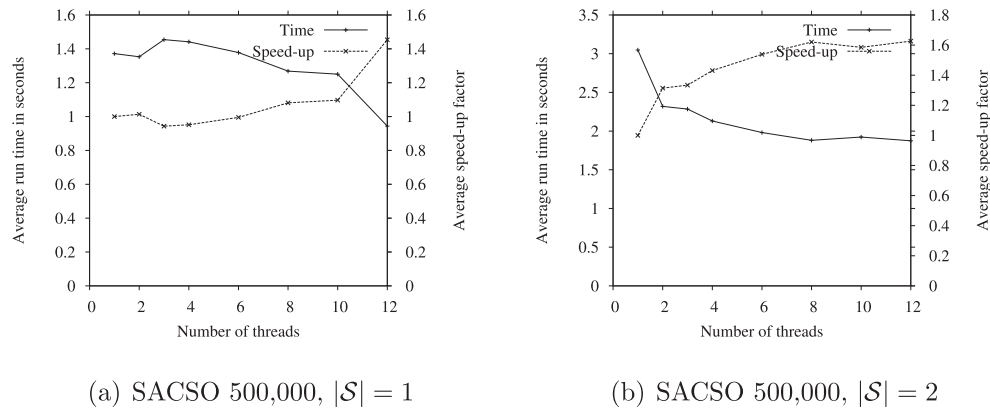 1.6
1.4
1.2
1
0.8
0.6
0.4
0.2
0
Average run time in seconds
Time
Speed-up
1.6
1.4
1.2
1
0.8
0.6
0.4
0.2
0
Average speed-up factor
0 2 4 6 8 10 12
Number of threads
(a) SACSO 500,000, |𝒮| = 1
3.5
3
2.5
2
1.5
1
0.5
0
Average run time in seconds
Time
Speed-up
1.8
1.6
1.4
1.2
1
0.8
0.6
0.4
0.2
0
Average speed-up factor
0 2 4 6 8 10 12
Number of threads
(b) SACSO 500,000, |𝒮| = 2